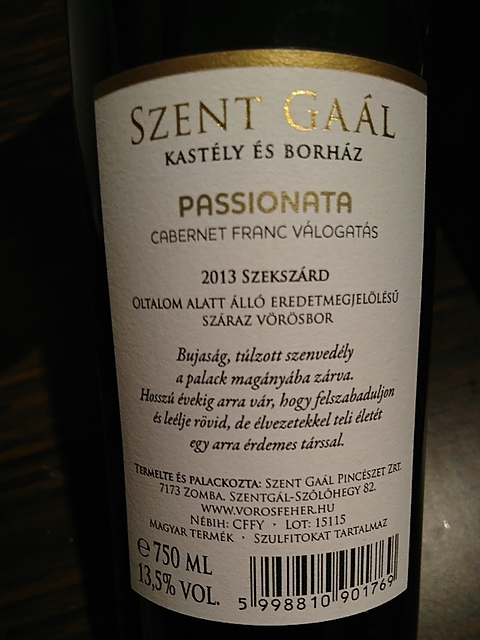 SZENT GAÁL
KASTÉLY ÉS BORHÁZ
PASSIONATA
CABERNET FRANC VÁLOGATÁS
2013 SZEKSZÁRD
OLTALOM ALATT ÁLLÓ EREDETMEGJELÖLÉSŰ
SZÁRAZ VÖRÖSBOR
Bujaság, túlzott szenvedély
a palack magányába zárva.
Hosszú évekig arra vár, hogy felszabaduljon
és leélje rövid, de élvezetekkel teli életét
egy arra érdemes társsal.
TERMELTE ÉS PALACKOZTA: SZENT GAÁL PINCÉSZET ZRT.
7173 ZOMBA, SZENTGÁL-SZŐLŐHEGY 82.
WWW.VOROSFEHER.HU
NÉBIH: CFFY · LOT: 15115
MAGYAR TERMÉK · SZULFITOKAT TARTALMAZ
℮ 750 ML
13,5% VOL.
5 998810 901769